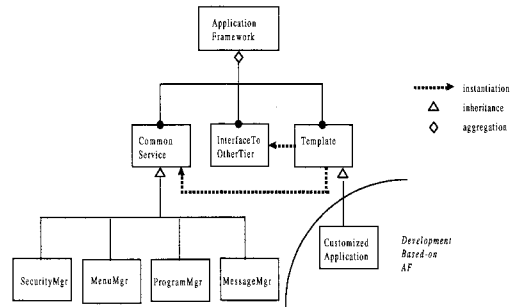 Application
Framework
instantiation
inheritance
aggregation
Common
Service
InterfaceTo
OtherTier
Template
Customized
Application
Development
Based-on
AF
SecurityMgr
MenuMgr
ProgramMgr
MessageMgr